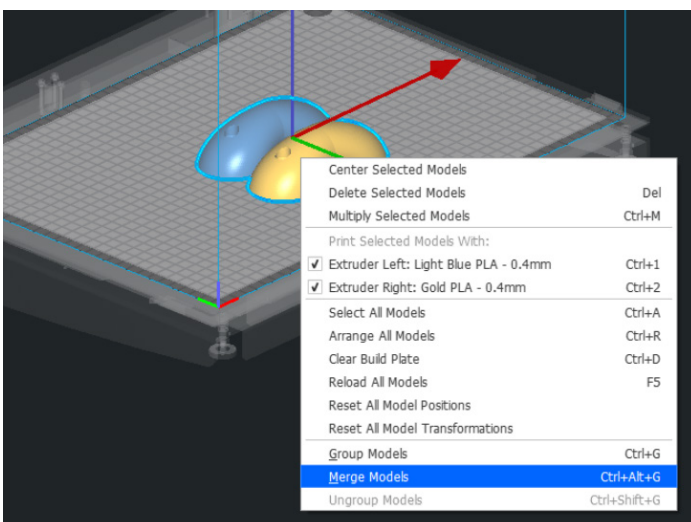 Center Selected Models
Delete Selected Models Del
Multiply Selected Models Ctrl+M
Print Selected Models With:
Extruder Left: Light Blue PLA - 0.4mm Ctrl+1
Extruder Right: Gold PLA - 0.4mm Ctrl+2
Select All Models Ctrl+A
Arrange All Models Ctrl+R
Clear Build Plate Ctrl+D
Reload All Models F5
Reset All Model Positions
Reset All Model Transformations
Group Models Ctrl+G
Merge Models Ctrl+Alt+G
Ungroup Models Ctrl+Shift+G